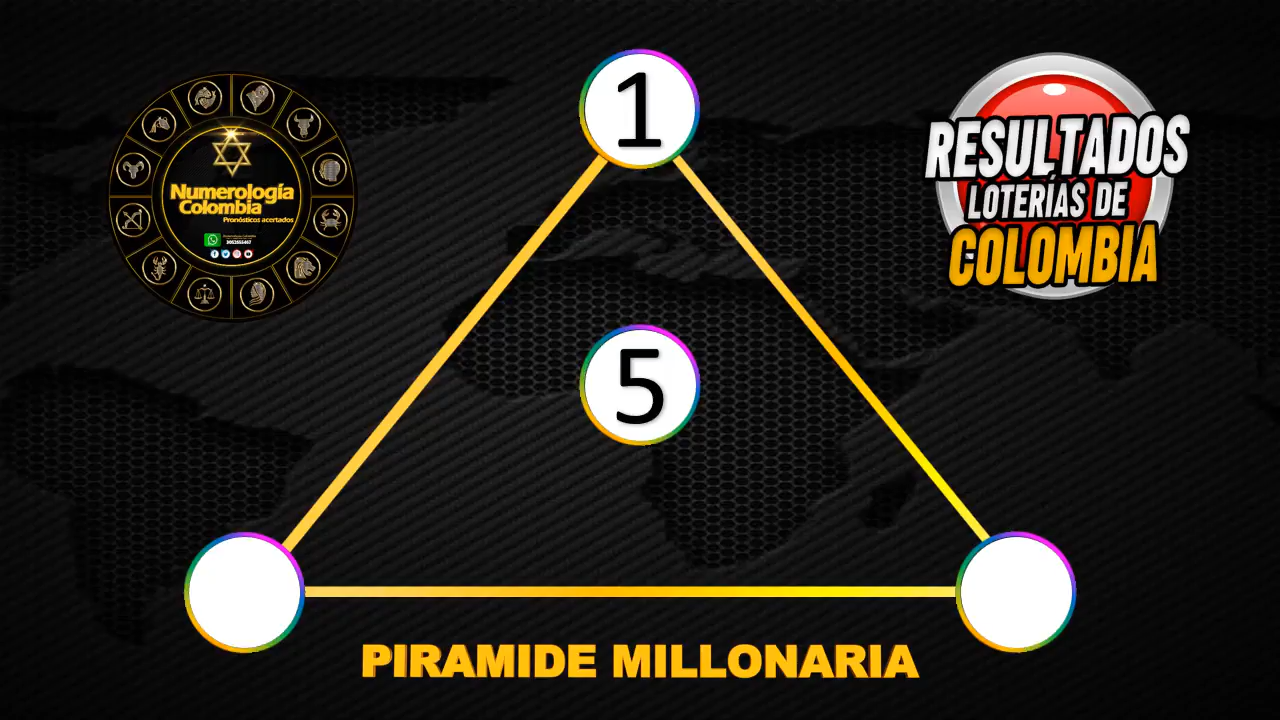 1
Numerología
Colombia
Pronósticos acertados
RESULTADOS
LOTERÍAS DE
COLOMBIA
5
PIRAMIDE MILLONARIA